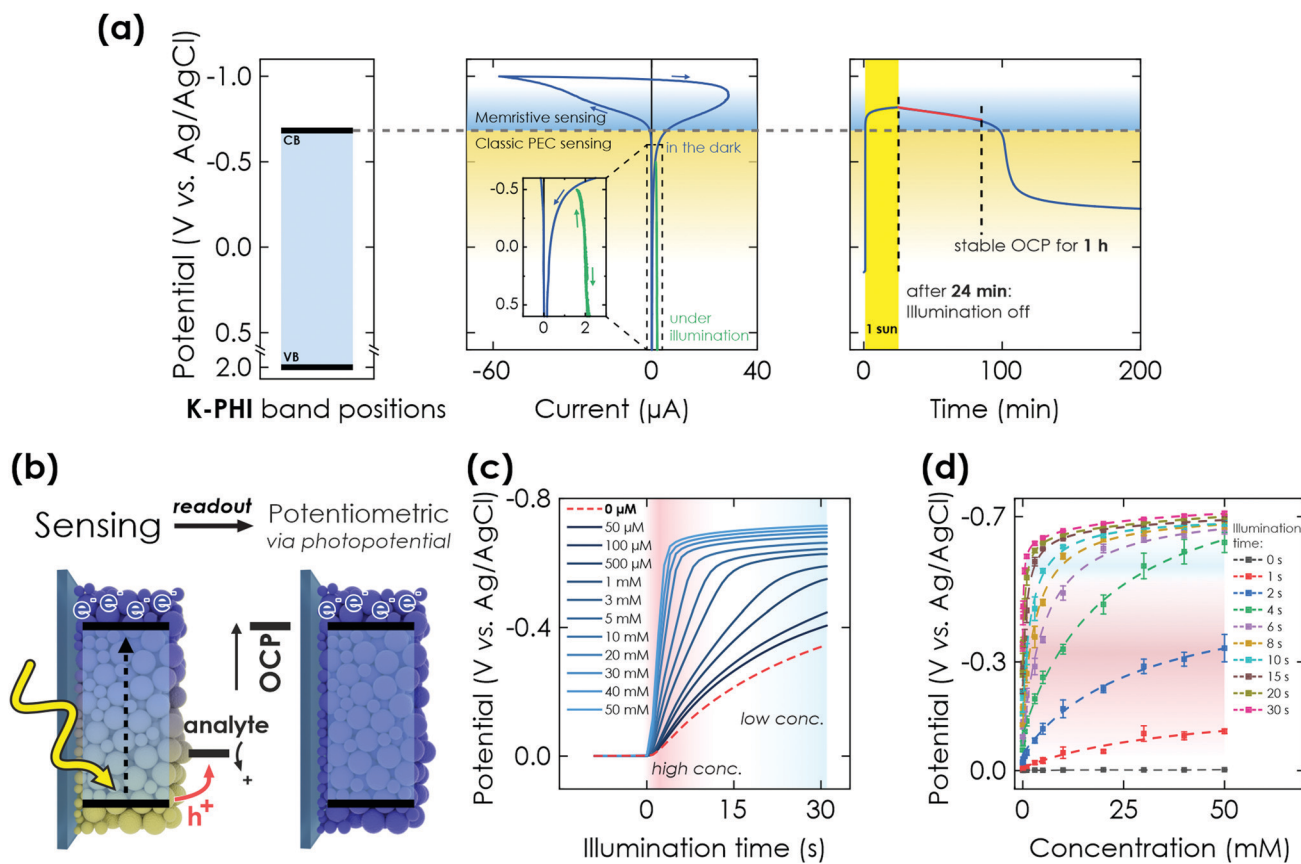 (a)
Potential (V vs. Ag/AgCl)
-1.0
-0.5
0.0
0.5
2.0
CB
VB
K-PHI band positions
Memristive sensing
Classic PEC sensing
in the dark
-0.5
0.0
0.5
0
2
under
illumination
-60
0
40
Current (µA)
1 sun
stable OCP for 1 h
after 24 min:
Illumination off
0
100
200
Time (min)
(b)
Sensing
readout
Potentiometric
via photopotential
e- e- e- e-
OCP
analyte
+
h+
(c)
Potential (V vs. Ag/AgCl)
-0.8
-0.4
0.0
0 µM
50 µM
100 µM
500 µM
1 mM
3 mM
5 mM
10 mM
20 mM
30 mM
40 mM
50 mM
low conc.
high conc.
0
15
30
Illumination time (s)
(d)
Potential (V vs. Ag/AgCl)
-0.7
-0.3
0.0
Illumination
time:
0 s
1 s
2 s
4 s
6 s
8 s
10 s
15 s
20 s
30 s
0
25
50
Concentration (mM)